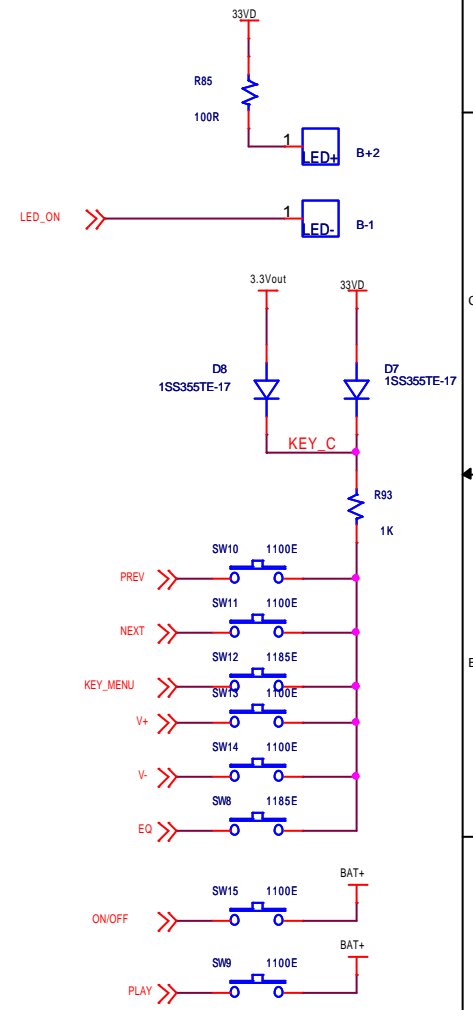 33VD
R85
100R
1
LED+
B+2
LED_ON
1
LED-
B-1
3.3Vout
33VD
C
D8
1SS355TE-17
D7
1SS355TE-17
KEY_C
R93
1K
SW10 1100E
PREV
SW11 1100E
NEXT
SW12 1185E
B
KEY_MENU
SW13 1100E
V+
SW14 1100E
V-
SW8 1185E
EQ
BAT+
SW15 1100E
ON/OFF
BAT+
SW9 1100E
PLAY